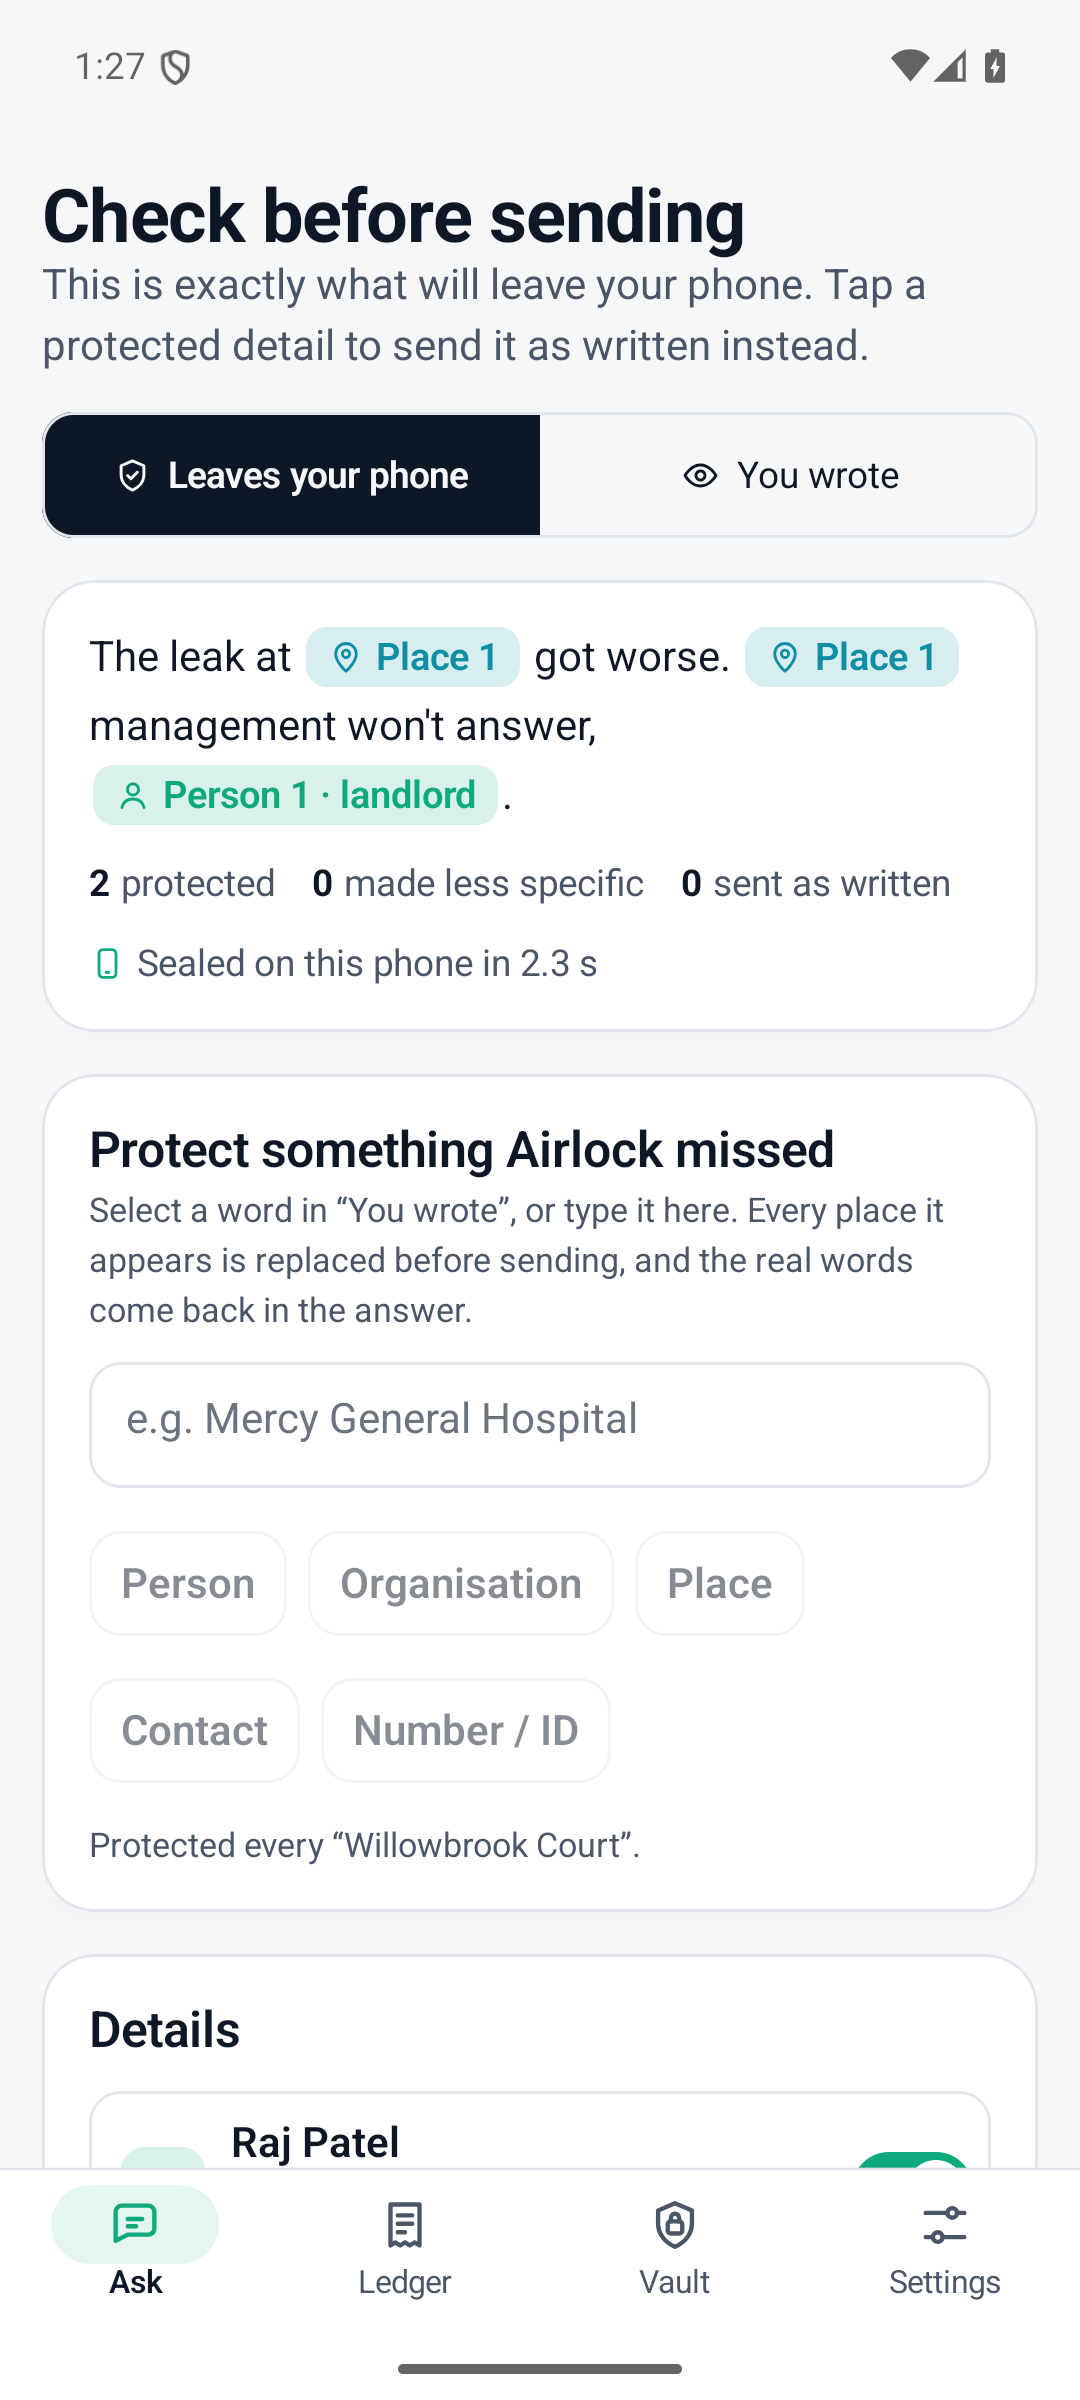 1:27
Check before sending
This is exactly what will leave your phone. Tap a
protected detail to send it as written instead.
Leaves your phone
You wrote
The leak at Place 1 got worse. Place 1
management won't answer,
Person 1 · landlord .
2 protected 0 made less specific 0 sent as written
Sealed on this phone in 2.3 s
Protect something Airlock missed
Select a word in “You wrote”, or type it here. Every place it
appears is replaced before sending, and the real words
come back in the answer.
e.g. Mercy General Hospital
Person Organisation Place
Contact Number / ID
Protected every “Willowbrook Court”.
Details
Raj Patel
Ask Ledger Vault Settings